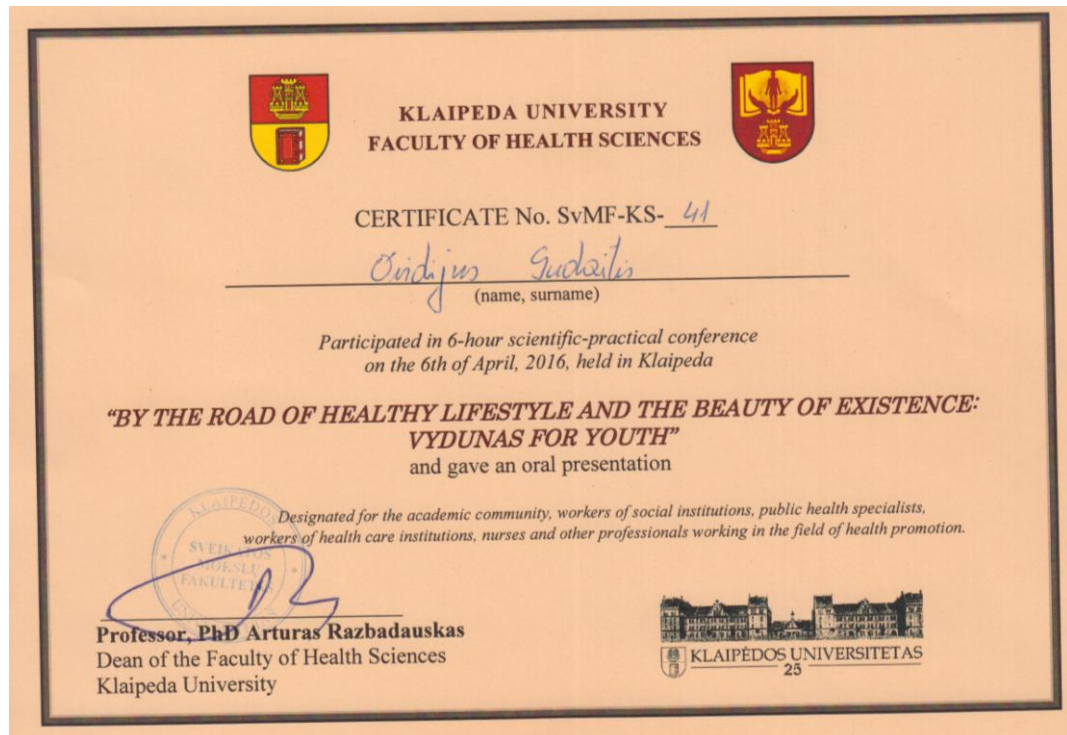 KLAIPEDA UNIVERSITY
FACULTY OF HEALTH SCIENCES
CERTIFICATE No. SvMF-KS- 41
Ovidijus Gudaitis
(name, surname)
Participated in 6-hour scientific-practical conference
on the 6th of April, 2016, held in Klaipeda
“BY THE ROAD OF HEALTHY LIFESTYLE AND THE BEAUTY OF EXISTENCE:
VYDUNAS FOR YOUTH”
and gave an oral presentation
Designated for the academic community, workers of social institutions, public health specialists,
workers of health care institutions, nurses and other professionals working in the field of health promotion.
KLAIPĖDOS
SVEIKATOS
MOKSLŲ
FAKULTETAS
Professor, PhD Arturas Razbadauskas
Dean of the Faculty of Health Sciences
Klaipeda University
KLAIPĖDOS UNIVERSITETAS
25